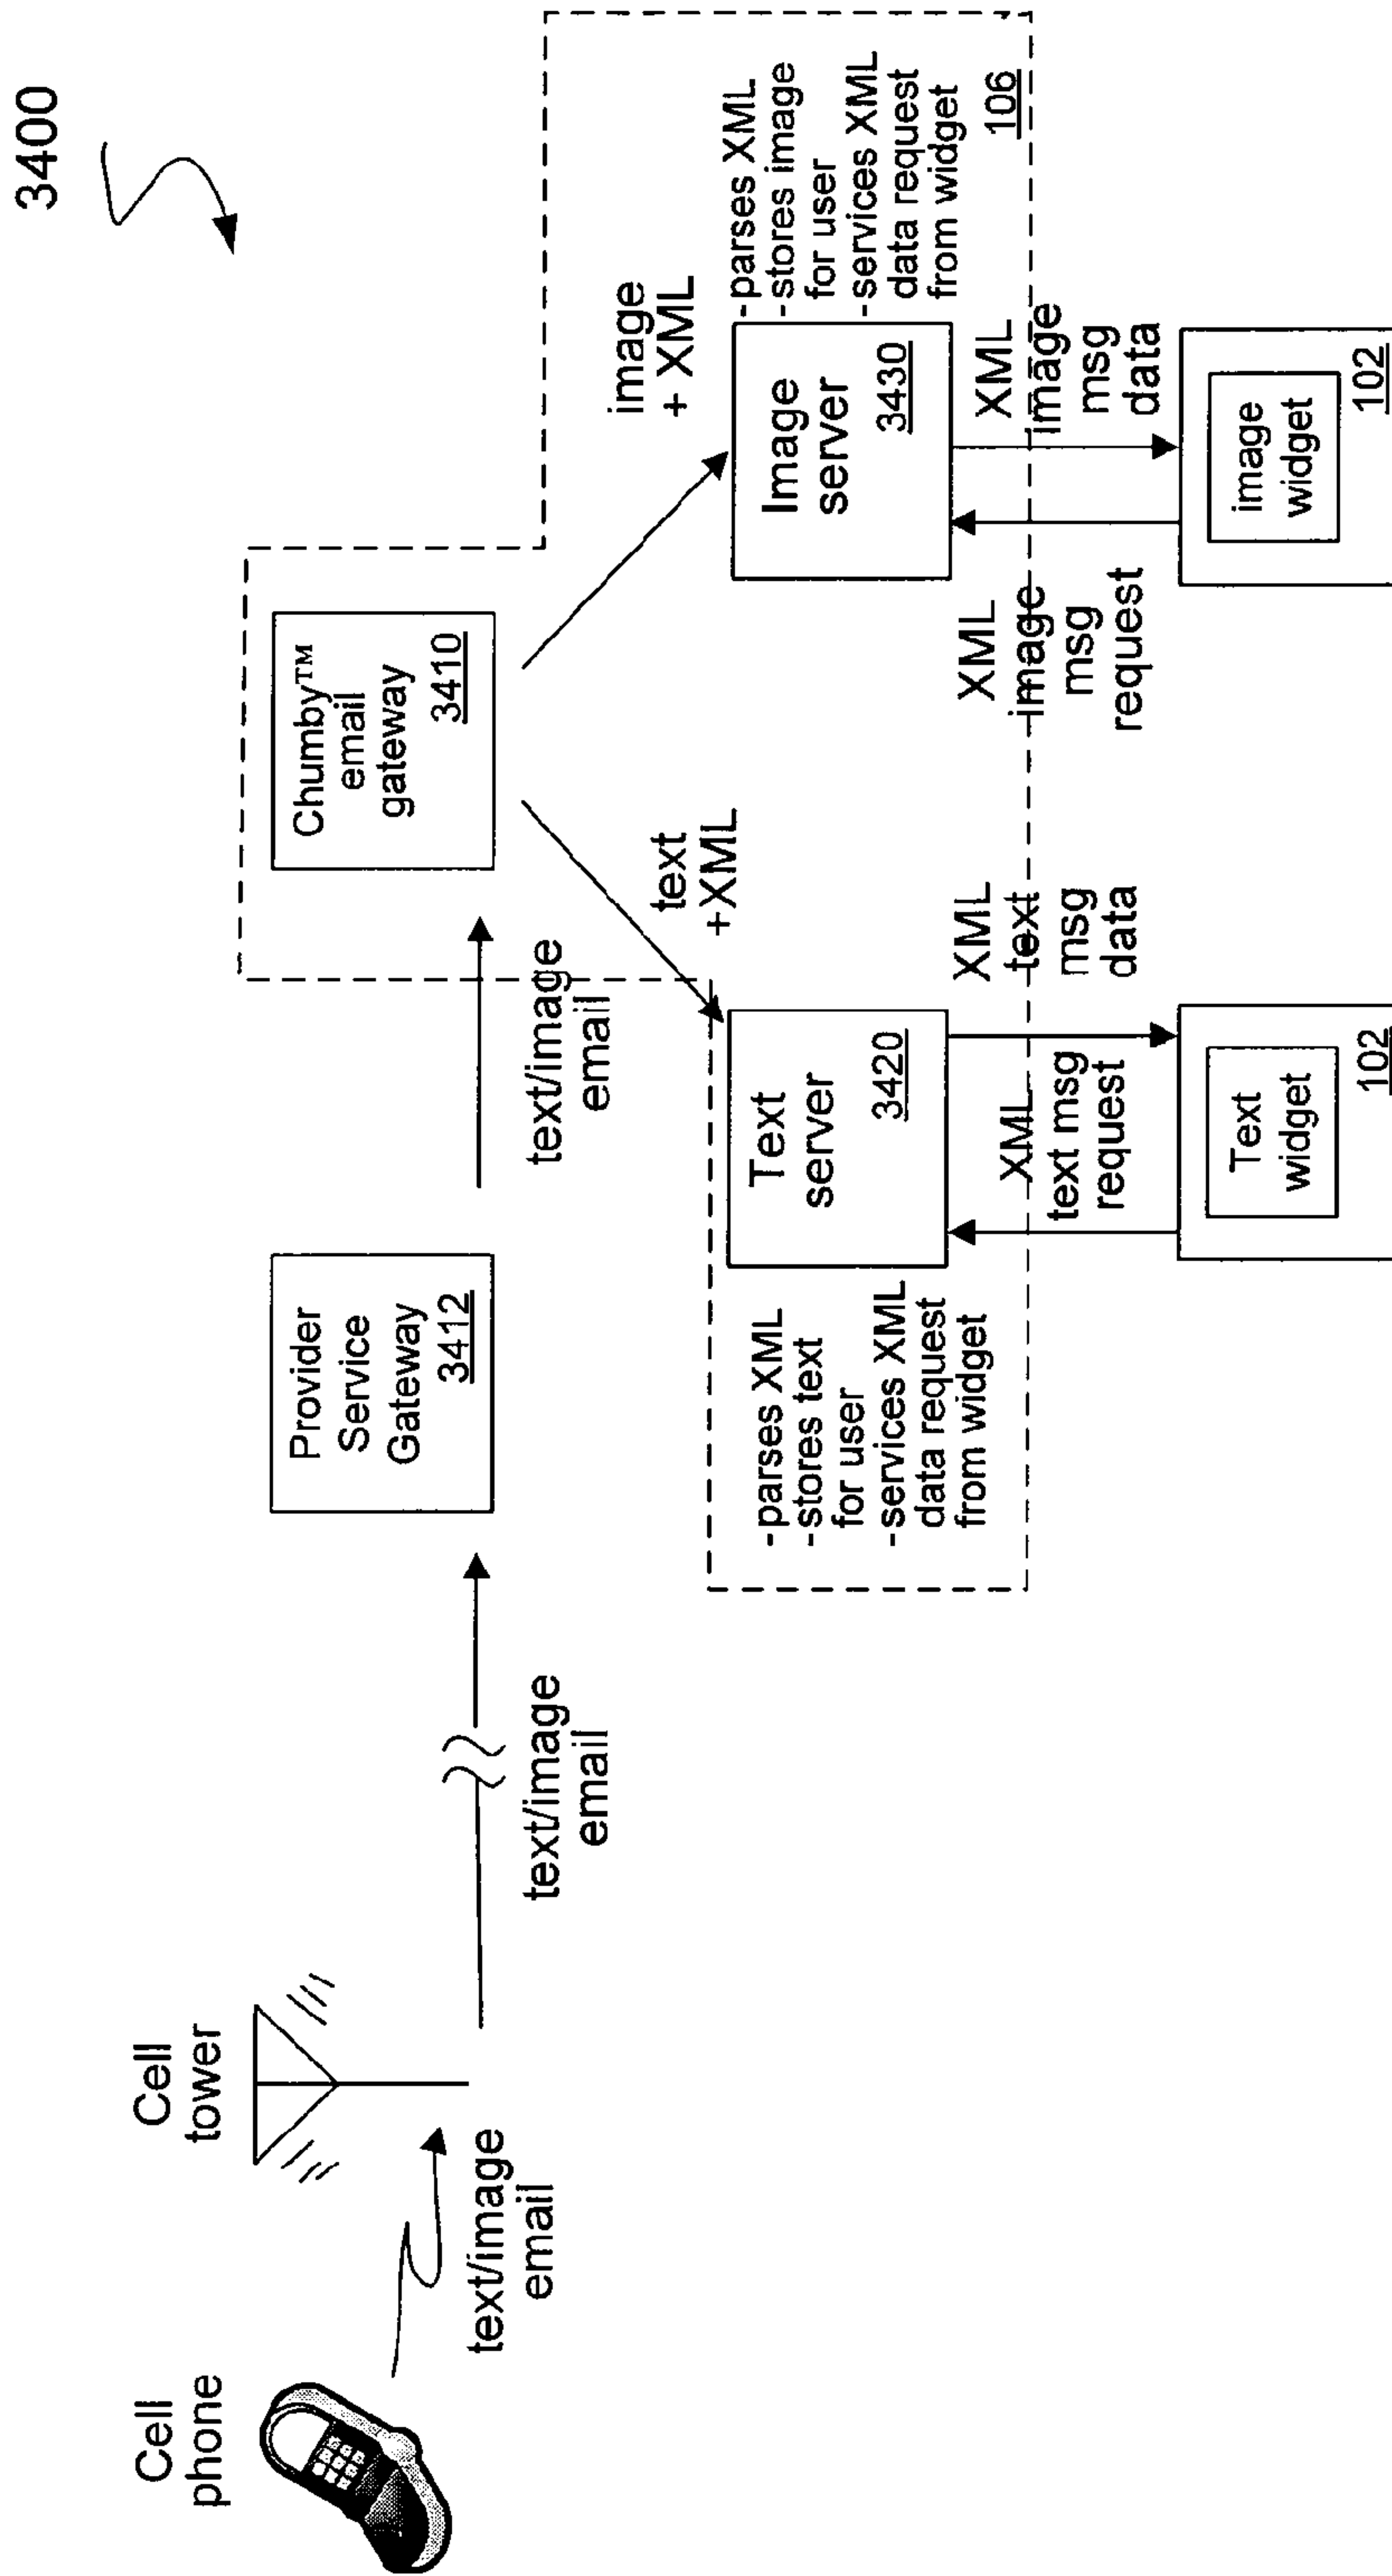 3400
Cell
phone
Cell
tower
text/image
email
text/image
email
Provider
Service
Gateway
3412
text/image
email
Chumby™
email
gateway
3410
text
+XML
image
+ XML
-parses XML
-stores text
for user
-services XML
data request
from widget
Text
server
3420
Image
server
3430
-parses XML
-stores image
for user
-services XML
data request
from widget
106
XML
text msg
request
XML
text
msg
data
XML
image
msg
request
XML
image
msg
data
Text
widget
102
image
widget
102